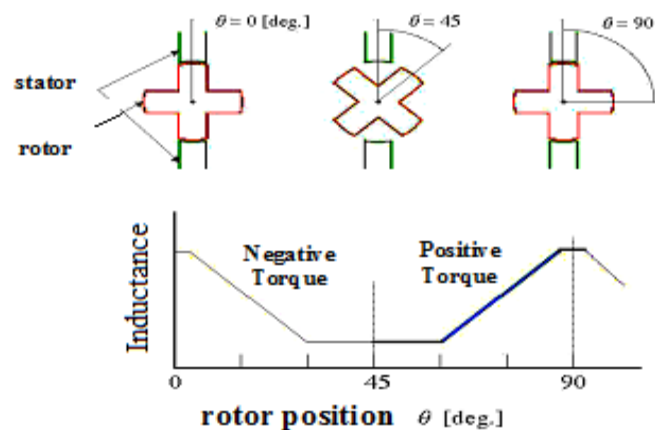 θ = 0 [deg.]
θ = 45
θ = 90
stator
rotor
Inductance
Negative
Torque
Positive
Torque
0
45
90
rotor position θ [deg.]